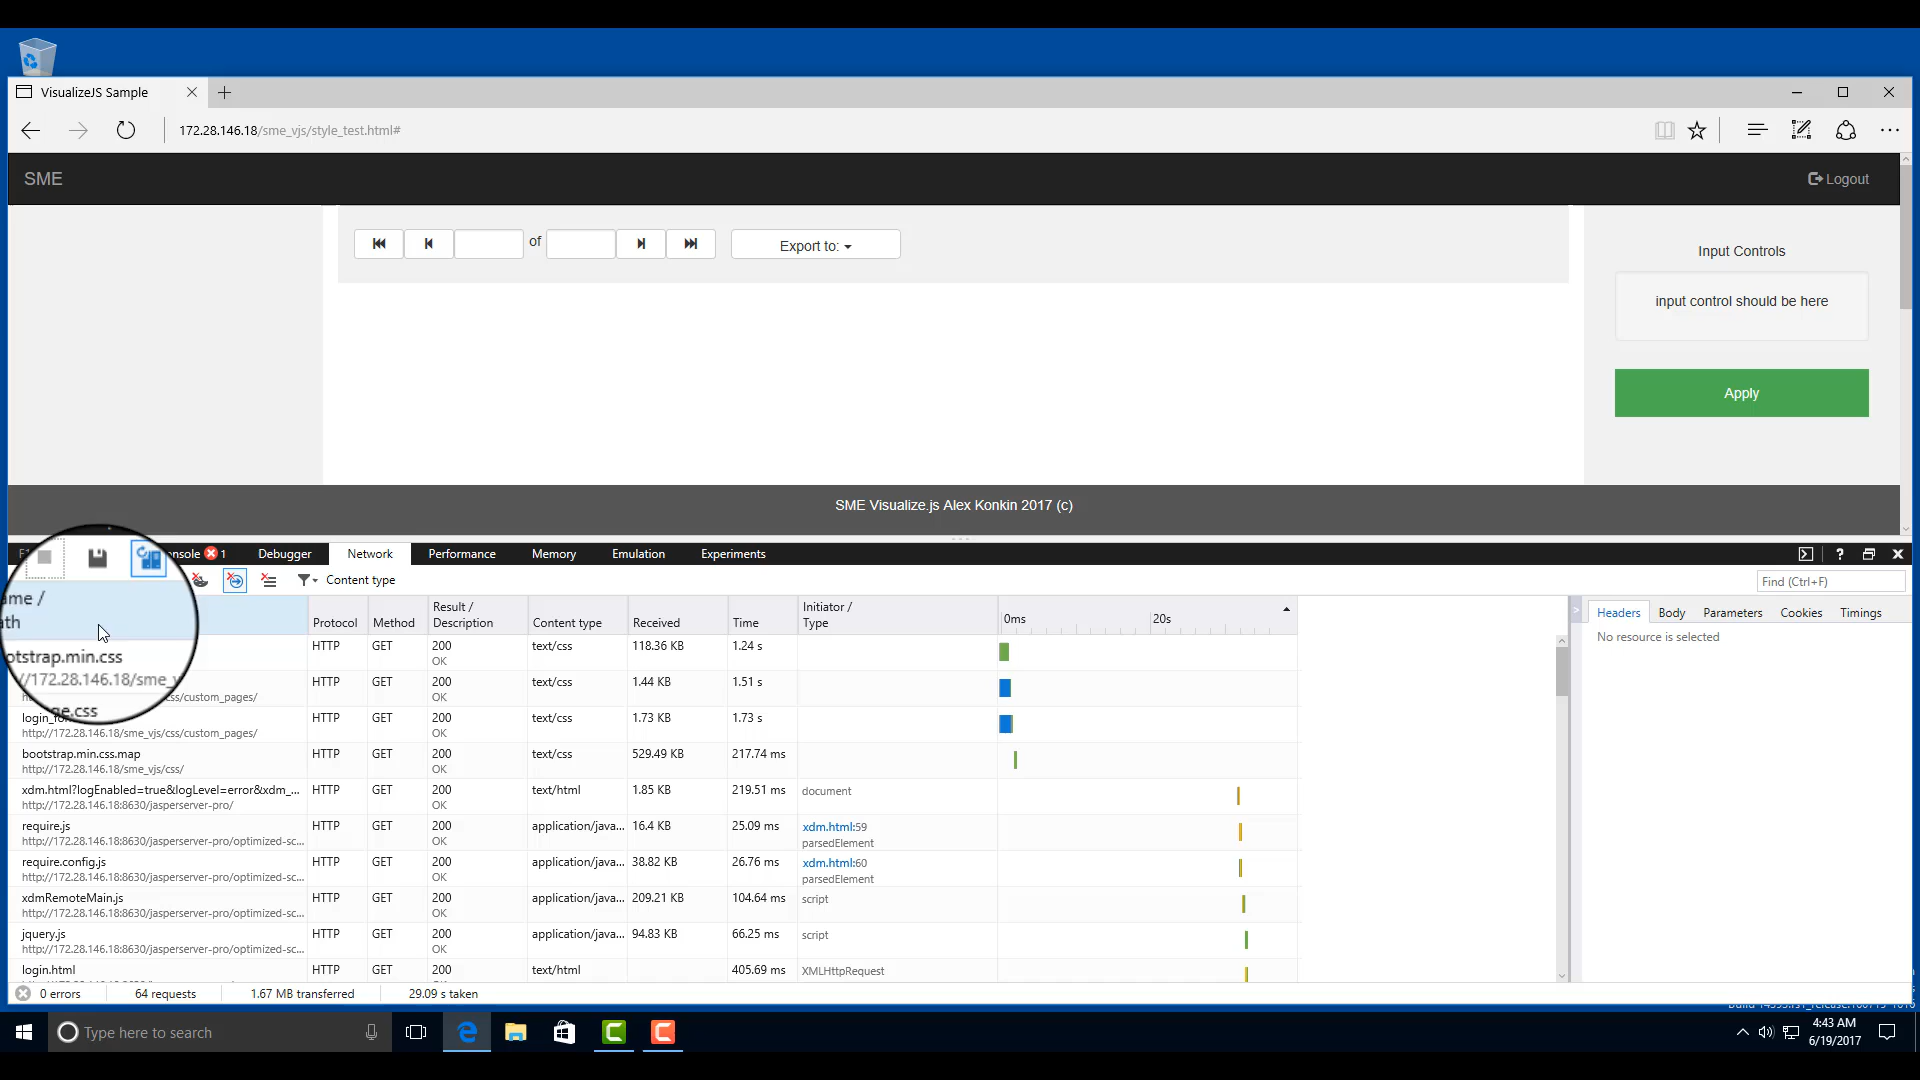 VisualizeJS Sample
172.28.146.18/sme_vjs/style_test.html#
SME
Logout
of
Export to:
Input Controls
input control should be here
Apply
SME Visualize.js Alex Konkin 2017 (c)
nsole 1
Debugger
Network
Performance
Memory
Emulation
Experiments
?
Content type
Find (Ctrl+F)
ame /
ath
Protocol
Method
Result /
Description
Content type
Received
Time
Initiator /
Type
0ms
20s
Headers
Body
Parameters
Cookies
Timings
No resource is selected
otstrap.min.css
//172.28.146.18/sme_v
HTTP GET 200 text/css 118.36 KB 1.24 s
OK
HTTP GET 200 text/css 1.44 KB 1.51 s
css/custom_pages/ OK
ge.css
login_fo HTTP GET 200 text/css 1.73 KB 1.73 s
http://172.28.146.18/sme_vjs/css/custom_pages/ OK
bootstrap.min.css.map HTTP GET 200 text/css 529.49 KB 217.74 ms
http://172.28.146.18/sme_vjs/css/ OK
xdm.html?logEnabled=true&logLevel=error&xdm_... HTTP GET 200 text/html 1.85 KB 219.51 ms document
http://172.28.146.18:8630/jasperserver-pro/ OK
require.js HTTP GET 200 application/java... 16.4 KB 25.09 ms xdm.html:59
http://172.28.146.18:8630/jasperserver-pro/optimized-sc... OK parsedElement
require.config.js HTTP GET 200 application/java... 38.82 KB 26.76 ms xdm.html:60
http://172.28.146.18:8630/jasperserver-pro/optimized-sc... OK parsedElement
xdmRemoteMain.js HTTP GET 200 application/java... 209.21 KB 104.64 ms script
http://172.28.146.18:8630/jasperserver-pro/optimized-sc... OK
jquery.js HTTP GET 200 application/java... 94.83 KB 66.25 ms script
http://172.28.146.18:8630/jasperserver-pro/optimized-sc... OK
login.html HTTP GET 200 text/html 405.69 ms XMLHttpRequest
0 errors
64 requests
1.67 MB transferred
29.09 s taken
Type here to search
4:43 AM
6/19/2017